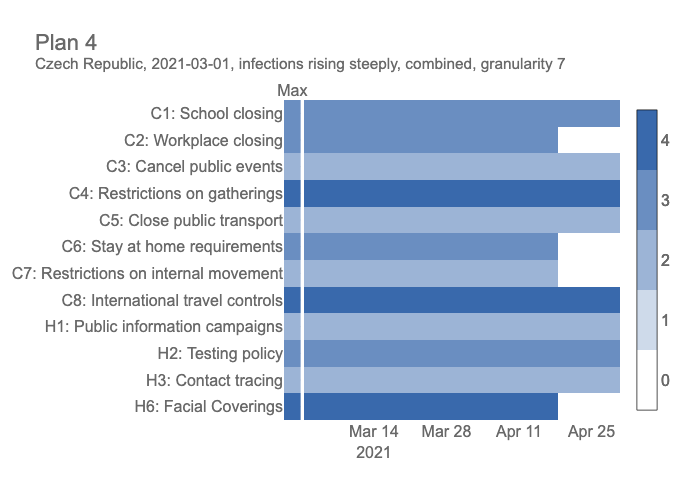 Plan 4
Czech Republic, 2021-03-01, infections rising steeply, combined, granularity 7
Max
C1: School closing
C2: Workplace closing
C3: Cancel public events
C4: Restrictions on gatherings
C5: Close public transport
C6: Stay at home requirements
C7: Restrictions on internal movement
C8: International travel controls
H1: Public information campaigns
H2: Testing policy
H3: Contact tracing
H6: Facial Coverings
4
3
2
1
0
Mar 14 Mar 28 Apr 11 Apr 25
2021